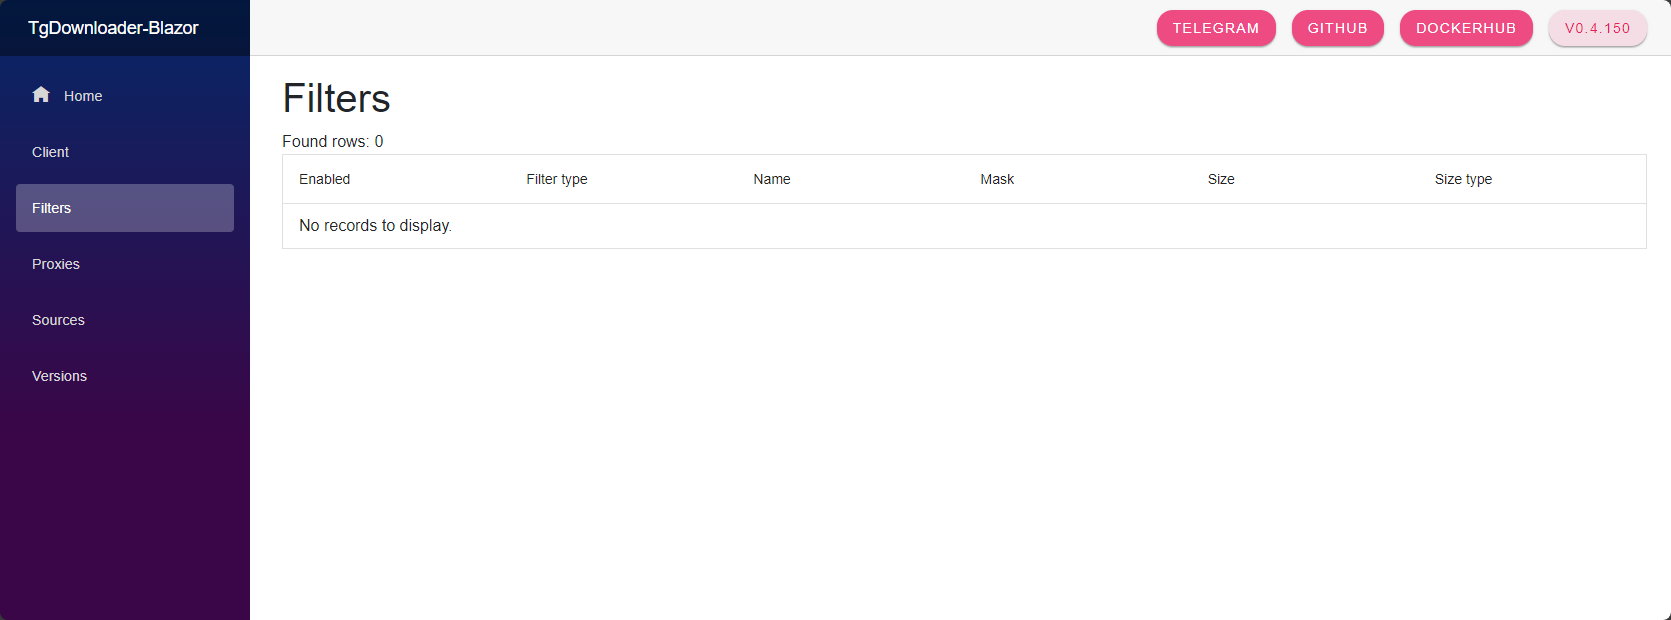 TgDownloader-Blazor
TELEGRAM GITHUB DOCKERHUB V0.4.150
Home
Client
Filters
Proxies
Sources
Versions
Filters
Found rows: 0
Enabled Filter type Name Mask Size Size type
No records to display.